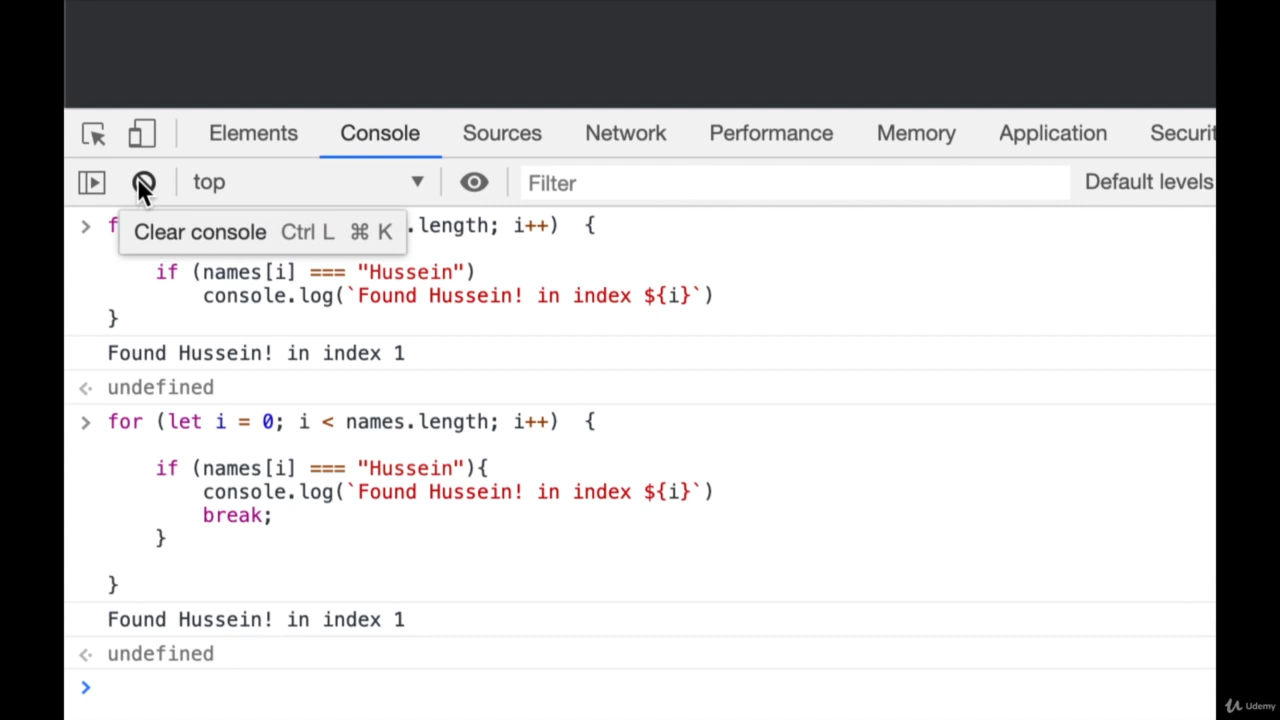 Elements Console Sources Network Performance Memory Application Securit
top ▼ Filter Default levels
> f .length; i++) {
Clear console Ctrl L ⌘ K
if (names[i] === "Hussein")
console.log(`Found Hussein! in index ${i}`)
}
Found Hussein! in index 1
undefined
> for (let i = 0; i < names.length; i++) {
if (names[i] === "Hussein"){
console.log(`Found Hussein! in index ${i}`)
break;
}
}
Found Hussein! in index 1
undefined
>
Udemy